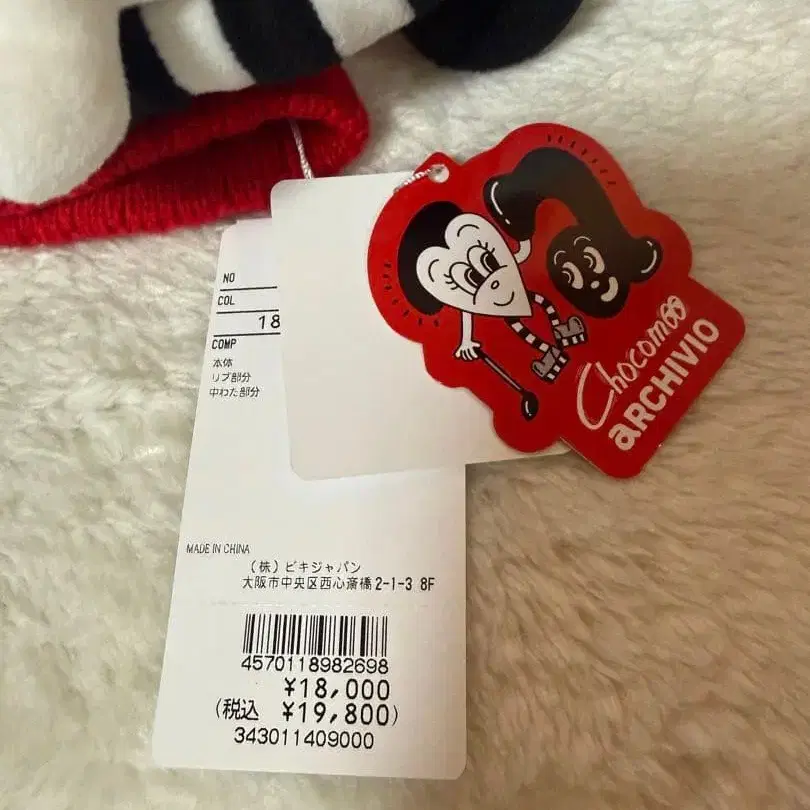 NO
COL
18
COMP
本体
リブ部分
中わた部分
MADE IN CHINA
(株)ビキジャパン
大阪市中央区西心斎橋2-1-3 8F
4570118982698
¥18,000
(税込 ¥19,800)
343011409000
Chocomoo
aRCHIVIO